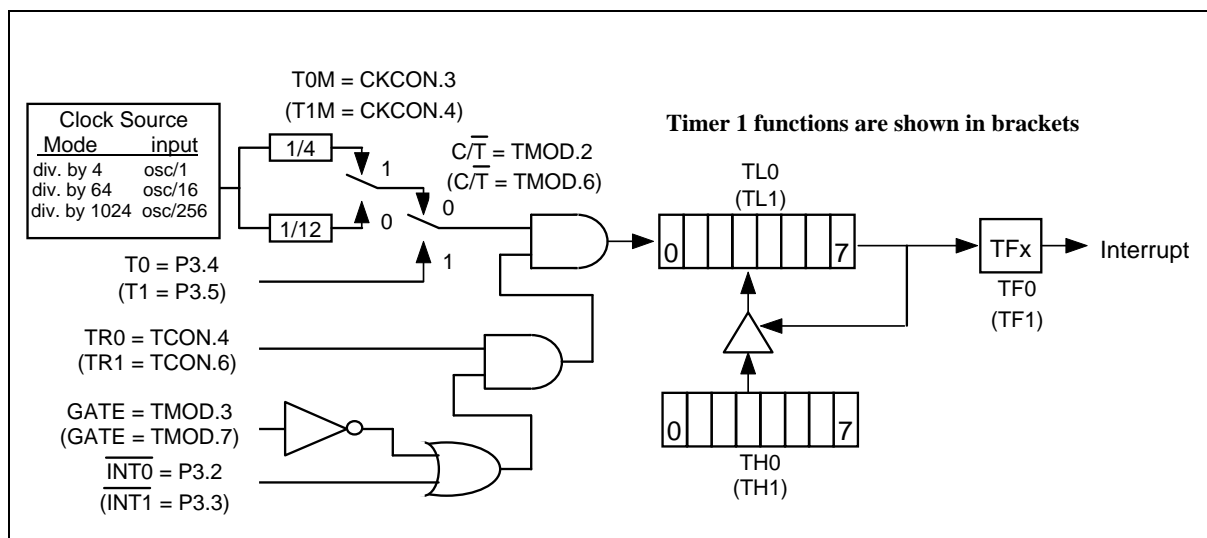 T0M = CKCON.3
(T1M = CKCON.4)
Clock Source
Mode input
div. by 4 osc/1
div. by 64 osc/16
div. by 1024 osc/256
1/4
1/12
1
0
C/T̅ = TMOD.2
(C/T̅ = TMOD.6)
0
1
T0 = P3.4
(T1 = P3.5)
TR0 = TCON.4
(TR1 = TCON.6)
GATE = TMOD.3
(GATE = TMOD.7)
I̅N̅T̅0̅ = P3.2
(I̅N̅T̅1̅ = P3.3)
Timer 1 functions are shown in brackets
TL0
(TL1)
0 7
TFx
Interrupt
TF0
(TF1)
0 7
TH0
(TH1)